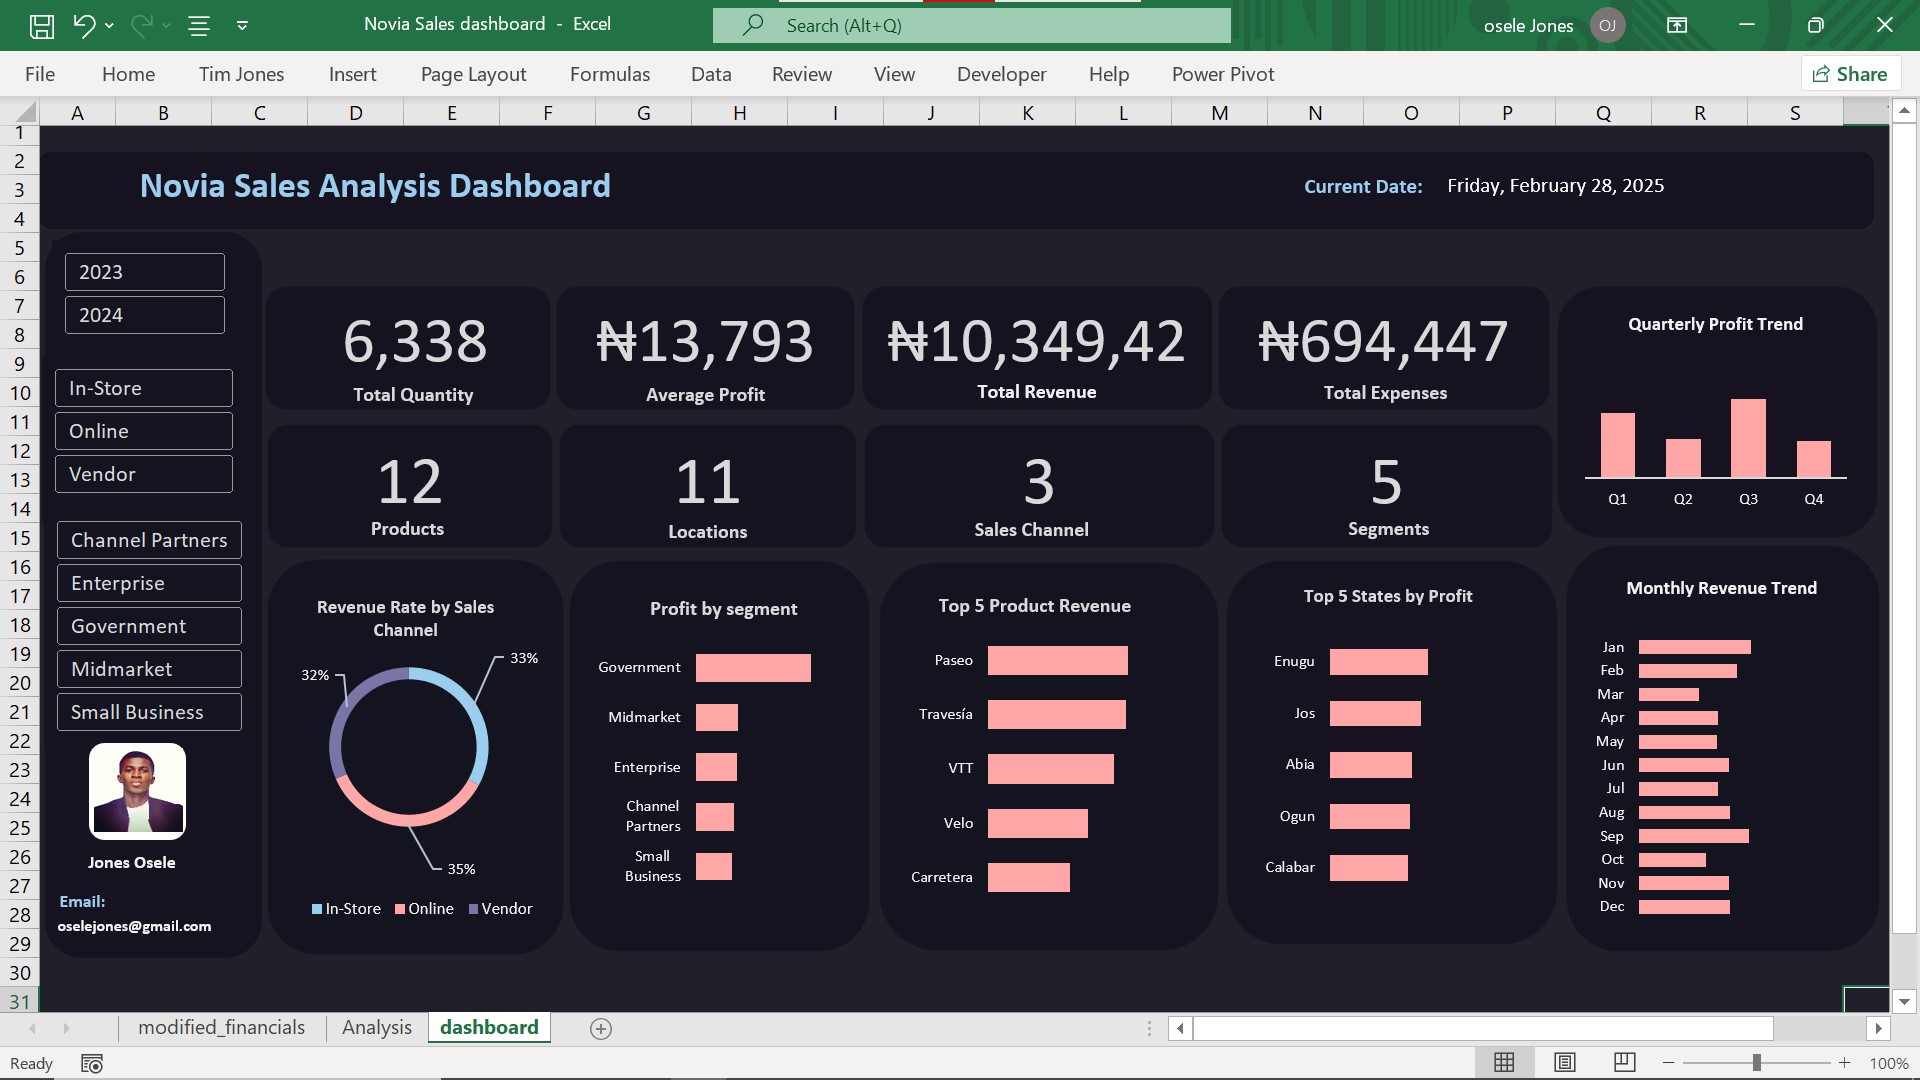 Novia Sales dashboard - Excel
Search (Alt+Q)
osele Jones
OJ
File Home Tim Jones Insert Page Layout Formulas Data Review View Developer Help Power Pivot
Share
A B C D E F G H I J K L M N O P Q R S
1
2
3
4
5
6
7
8
9
10
11
12
13
14
15
16
17
18
19
20
21
22
23
24
25
26
27
28
29
30
31
Novia Sales Analysis Dashboard
Current Date: Friday, February 28, 2025
2023
2024
In-Store
Online
Vendor
Channel Partners
Enterprise
Government
Midmarket
Small Business
Jones Osele
Email:
oselejones@gmail.com
6,338
Total Quantity
₦13,793
Average Profit
₦10,349,42
Total Revenue
₦694,447
Total Expenses
12
Products
11
Locations
3
Sales Channel
5
Segments
Quarterly Profit Trend
Q1 Q2 Q3 Q4
Revenue Rate by Sales
Channel
33%
32%
35%
In-Store Online Vendor
Profit by segment
Government
Midmarket
Enterprise
Channel
Partners
Small
Business
Top 5 Product Revenue
Paseo
Travesía
VTT
Velo
Carretera
Top 5 States by Profit
Enugu
Jos
Abia
Ogun
Calabar
Monthly Revenue Trend
Jan
Feb
Mar
Apr
May
Jun
Jul
Aug
Sep
Oct
Nov
Dec
modified_financials Analysis dashboard
Ready
100%